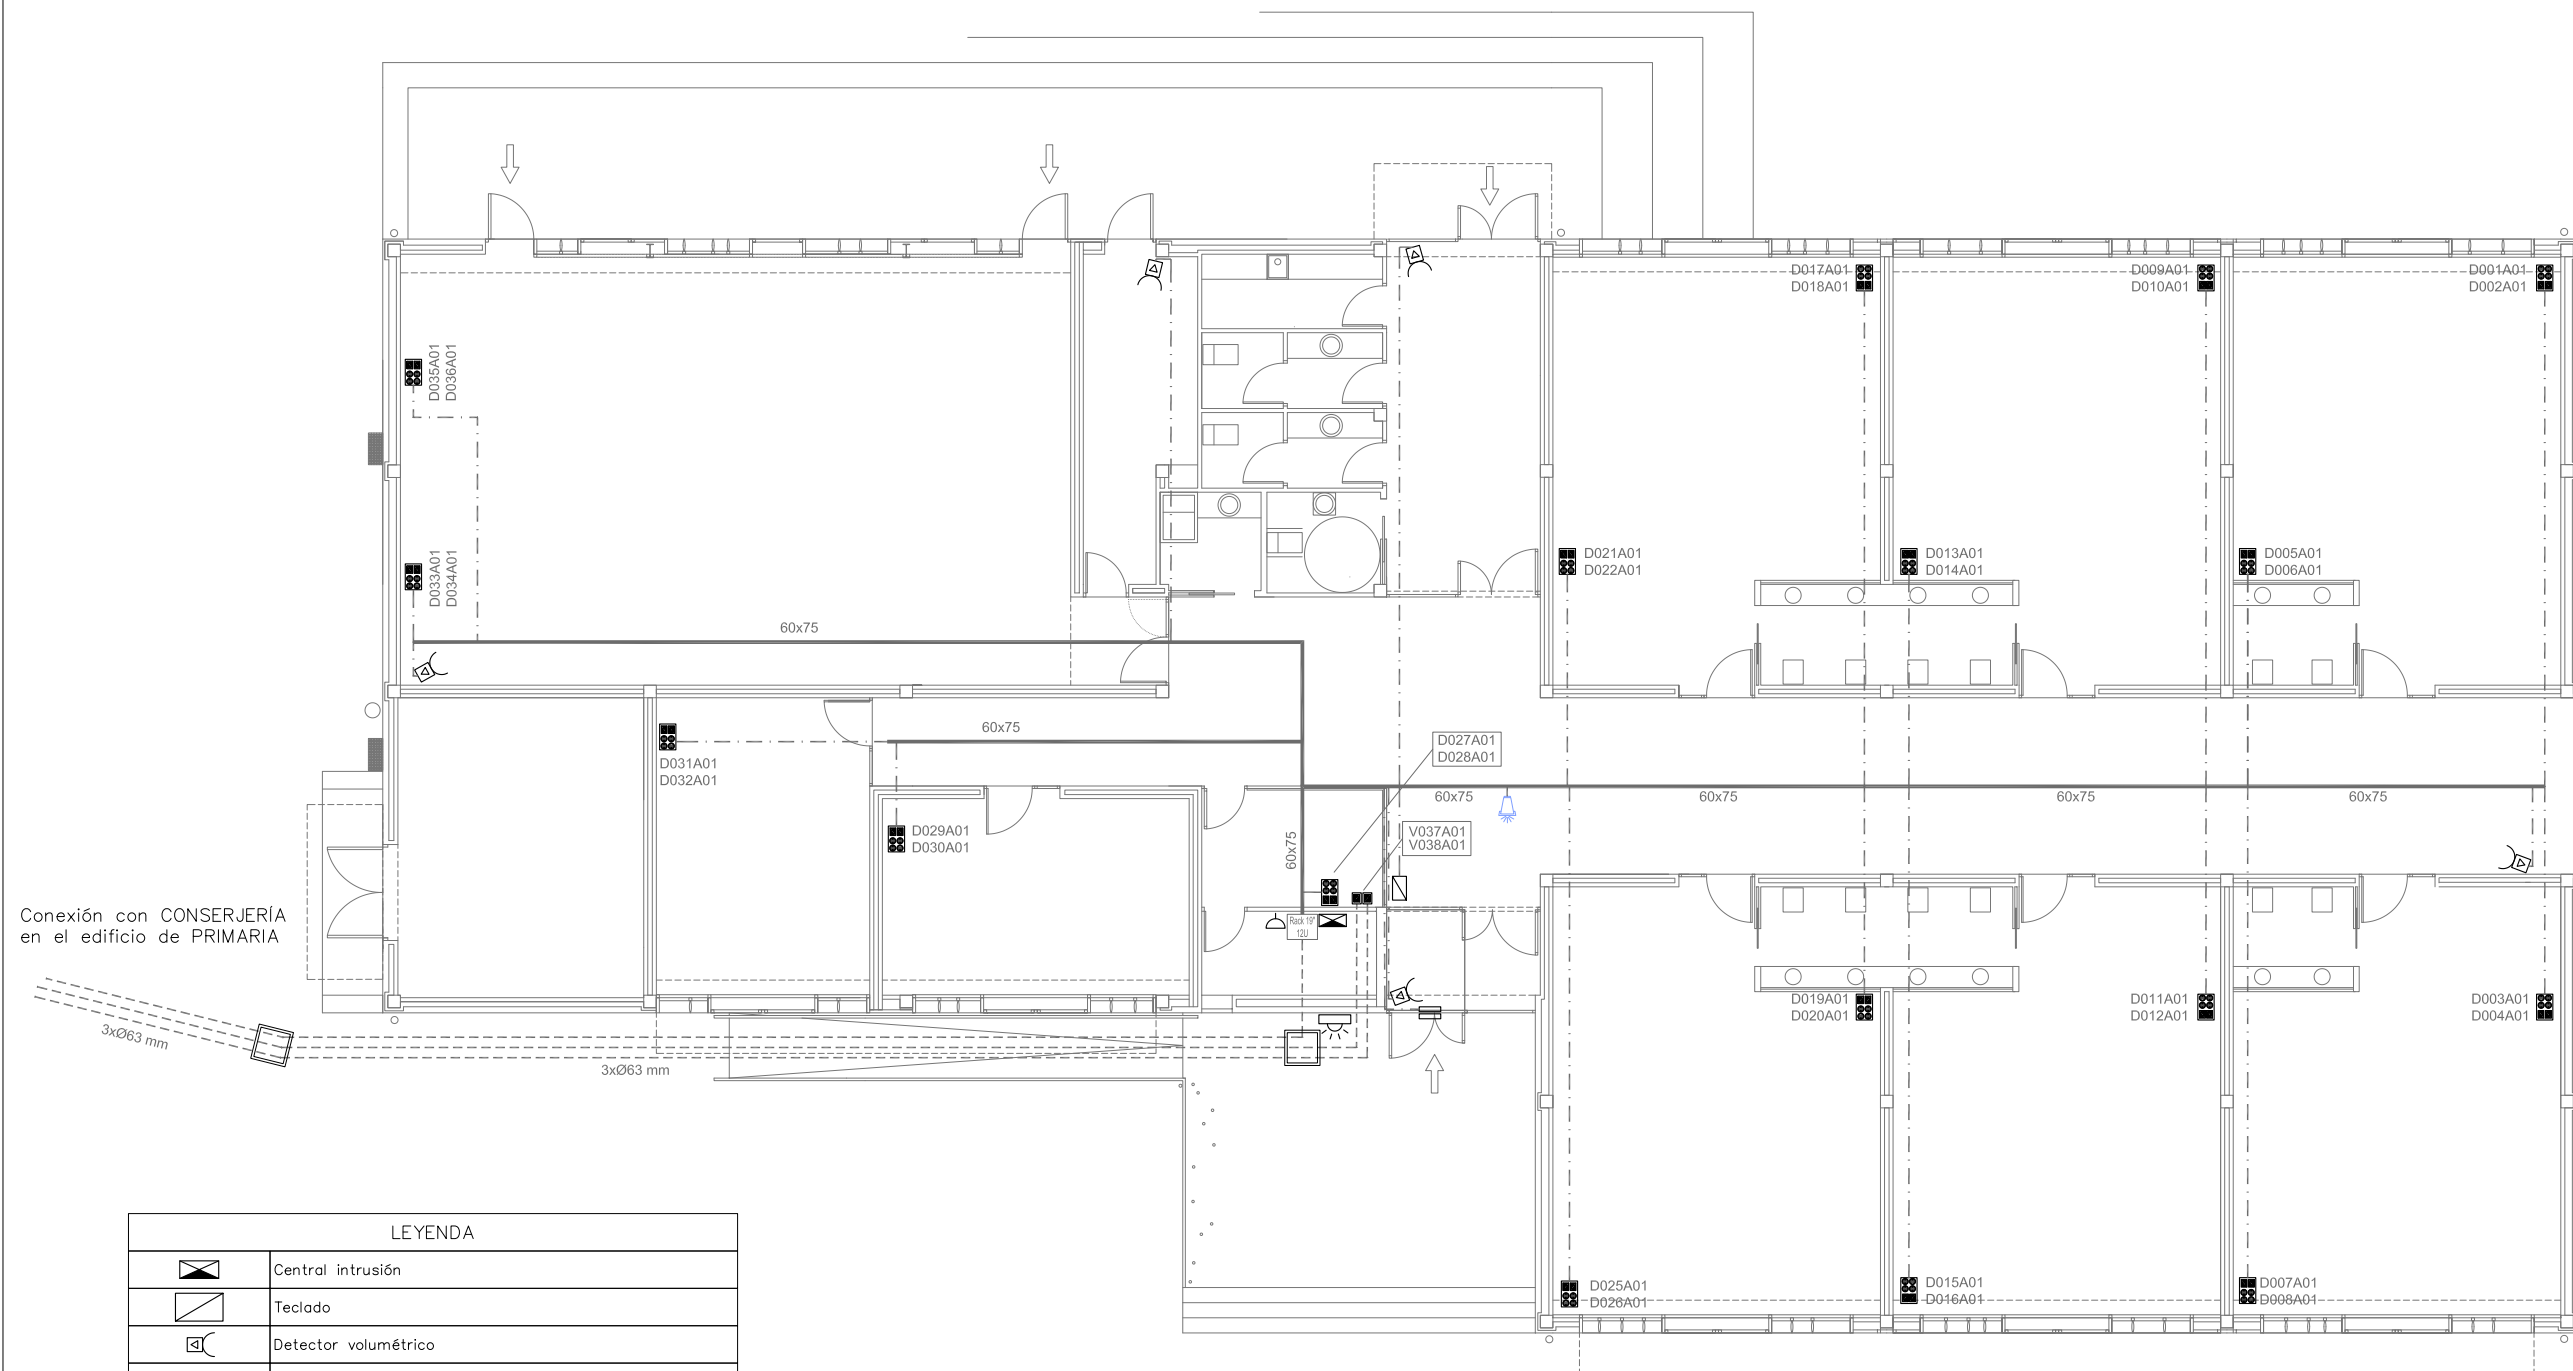 D017A01
D018A01
D009A01
D010A01
D001A01
D002A01
D035A01
D036A01
D033A01
D034A01
D021A01
D022A01
D013A01
D014A01
D005A01
D006A01
60x75
60x75
D031A01
D032A01
D027A01
D028A01
60x75
60x75
60x75
60x75
D029A01
D030A01
60x75
V037A01
V038A01
Rack 19"
12U
Conexión con CONSERJERÍA
en el edificio de PRIMARIA
3xØ63 mm
3xØ63 mm
D019A01
D020A01
D011A01
D012A01
D003A01
D004A01
D025A01
D026A01
D015A01
D016A01
D007A01
D008A01
LEYENDA
Central intrusión
Teclado
Detector volumétrico